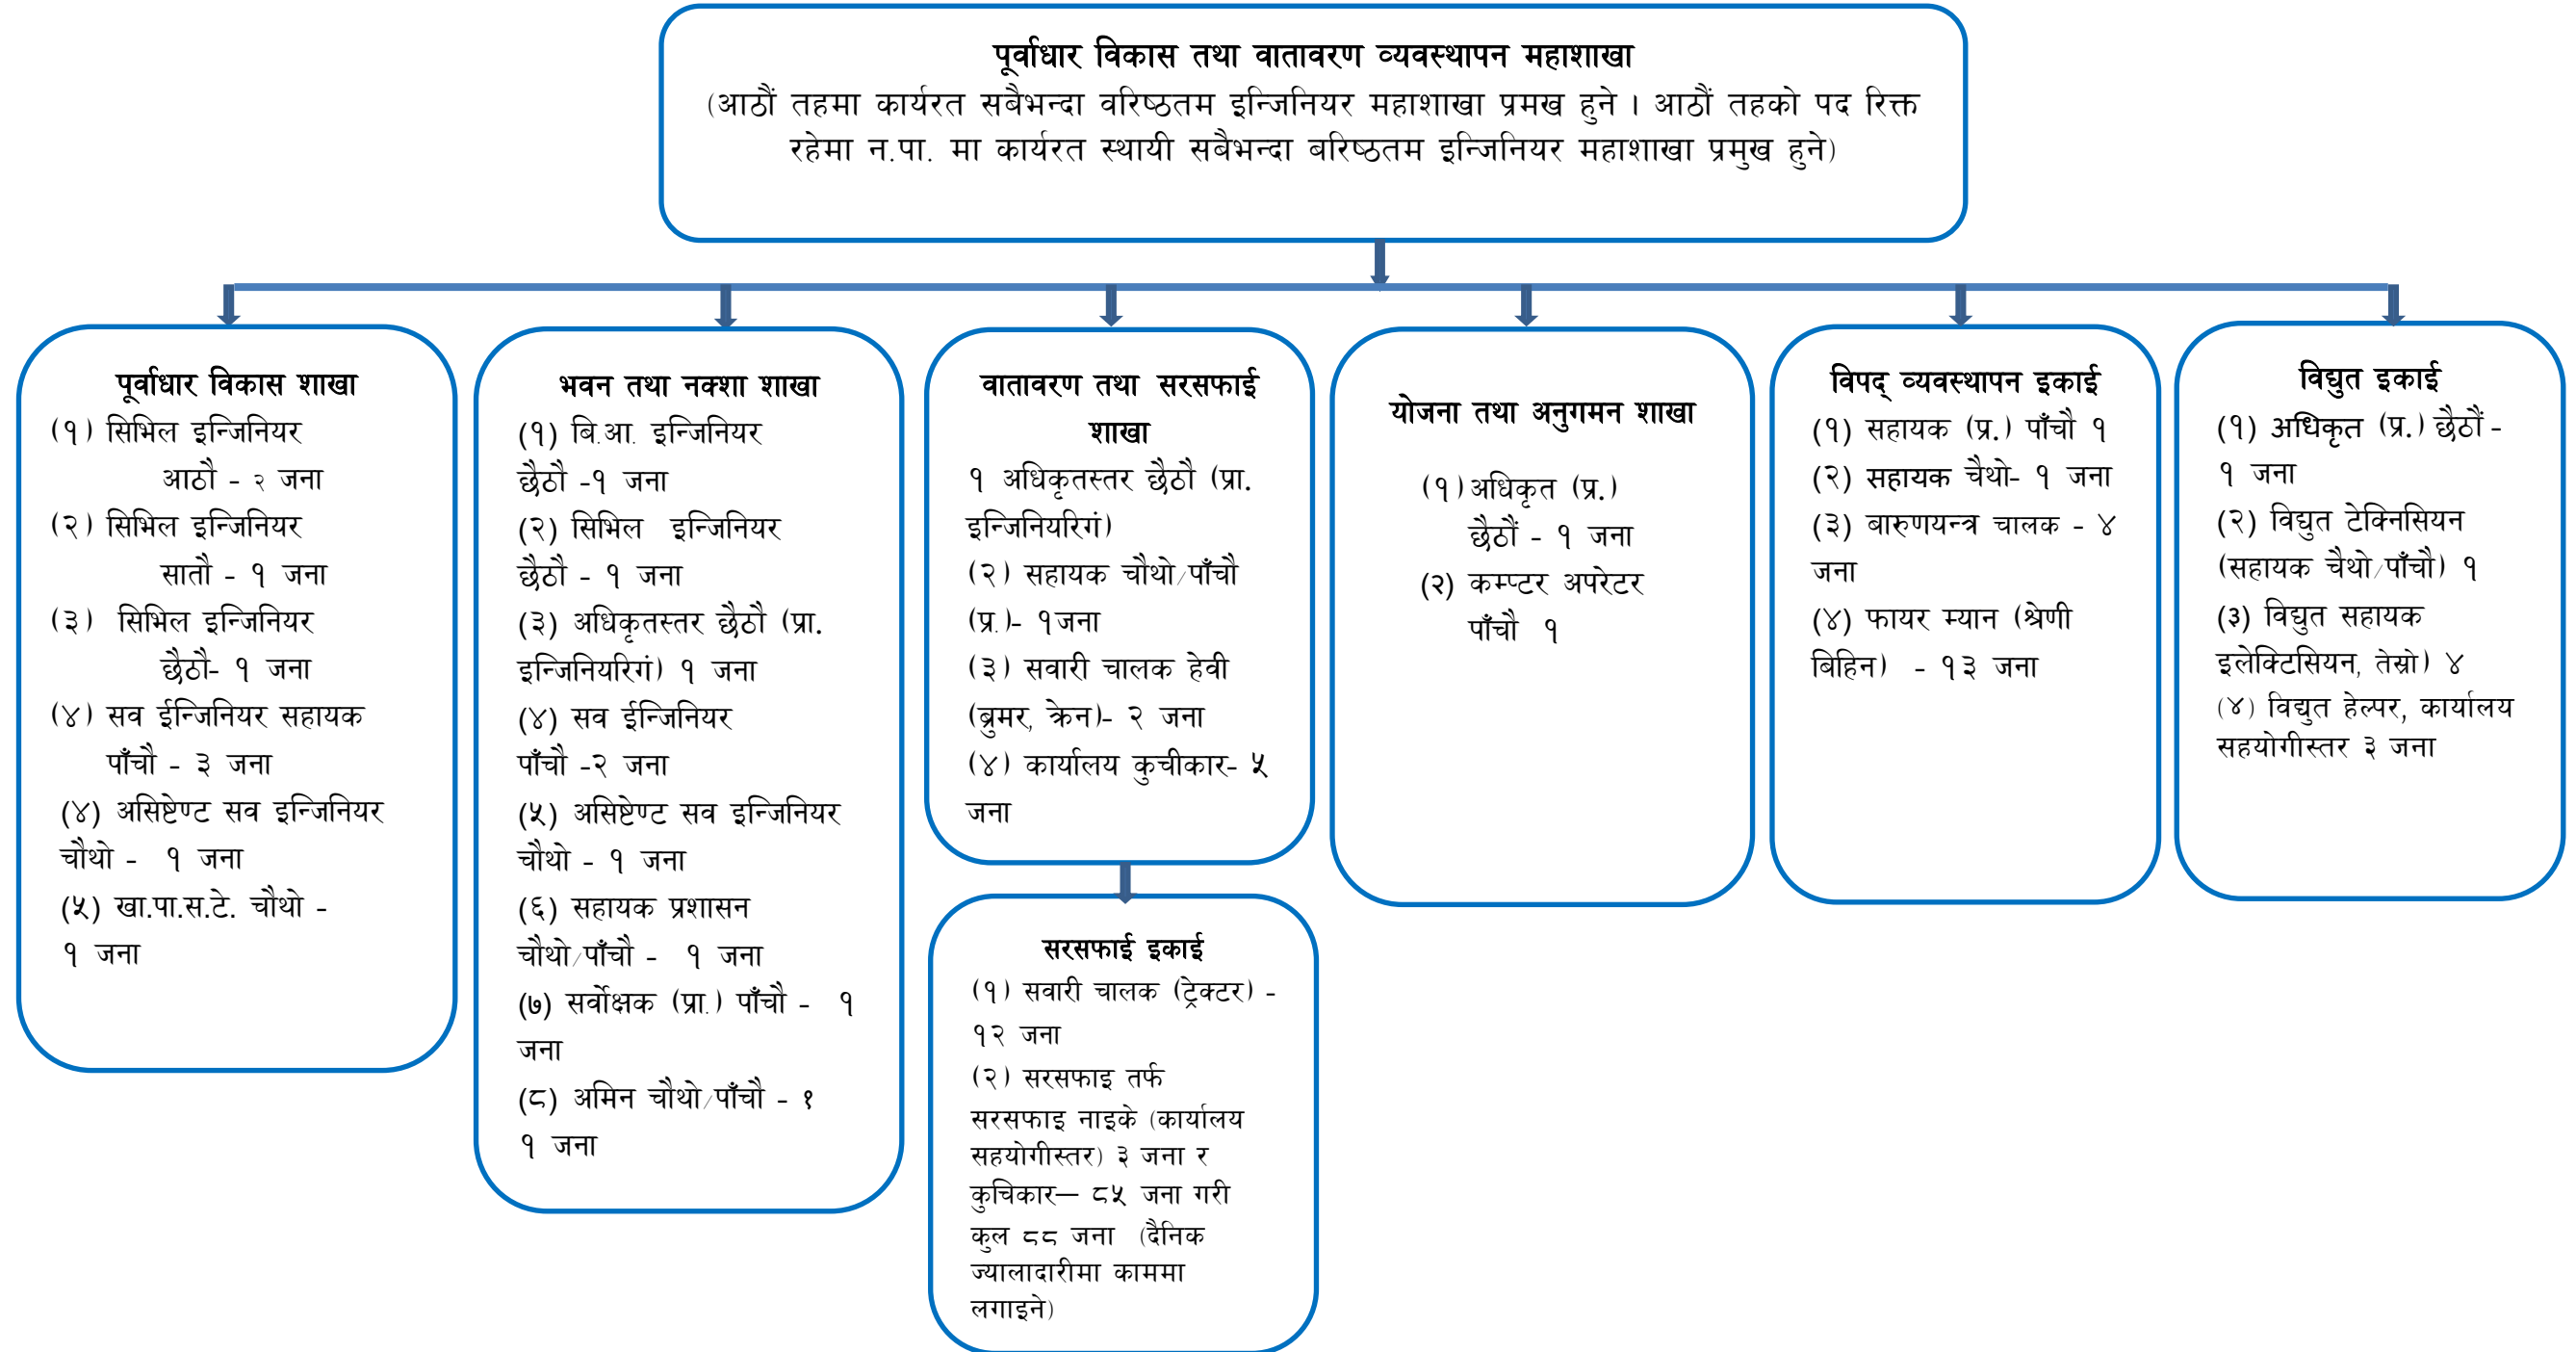 पूर्वाधार विकास तथा वातावरण व्यवस्थापन महाशाखा
(आठौं तहमा कार्यरत सबैभन्दा वरिष्ठतम इन्जिनियर महाशाखा प्रमख हुने । आठौं तहको पद रिक्त
रहेमा न.पा. मा कार्यरत स्थायी सबैभन्दा बरिष्ठतम इन्जिनियर महाशाखा प्रमुख हुने)
पूर्वाधार विकास शाखा
(१) सिभिल इन्जिनियर
आठौ - २ जना
(२) सिभिल इन्जिनियर
सातौ - १ जना
(३) सिभिल इन्जिनियर
छैठौ- १ जना
(४) सव ईन्जिनियर सहायक
पाँचौ - ३ जना
(४) असिष्टेण्ट सव इन्जिनियर
चौथो - १ जना
(५) खा.पा.स.टे. चौथो -
१ जना
भवन तथा नक्शा शाखा
(१) बि.आ. इन्जिनियर
छैठौ -१ जना
(२) सिभिल इन्जिनियर
छैठौ - १ जना
(३) अधिकृतस्तर छैठौ (प्रा.
इन्जिनियरिगं) १ जना
(४) सव ईन्जिनियर
पाँचौ -२ जना
(५) असिष्टेण्ट सव इन्जिनियर
चौथो - १ जना
(६) सहायक प्रशासन
चौथो/पाँचौ - १ जना
(७) सर्वोक्षक (प्रा.) पाँचौ - १
जना
(८) अमिन चौथो/पाँचौ - १
१ जना
वातावरण तथा सरसफाई
शाखा
१ अधिकृतस्तर छैठौ (प्रा.
इन्जिनियरिगं)
(२) सहायक चौथो/पाँचौ
(प्र.)- १जना
(३) सवारी चालक हेवी
(ब्रुमर, क्रेन)- २ जना
(४) कार्यालय कुचीकार- ५
जना
सरसफाई इकाई
(१) सवारी चालक (ट्रेक्टर) -
१२ जना
(२) सरसफाइ तर्फ
सरसफाइ नाइके (कार्यालय
सहयोगीस्तर) ३ जना र
कुचिकार— ८५ जना गरी
कुल ८८ जना (दैनिक
ज्यालादारीमा काममा
लगाइने)
योजना तथा अनुगमन शाखा
(१) अधिकृत (प्र.)
छैठौं - १ जना
(२) कम्प्टर अपरेटर
पाँचौ १
विपद् व्यवस्थापन इकाई
(१) सहायक (प्र.) पाँचौ १
(२) सहायक चैथो- १ जना
(३) बारुणयन्त्र चालक - ४
जना
(४) फायर म्यान (श्रेणी
बिहिन) - १३ जना
विद्युत इकाई
(१) अधिकृत (प्र.) छैठौं -
१ जना
(२) विद्युत टेक्निसियन
(सहायक चैथो/पाँचौ) १
(३) विद्युत सहायक
इलेक्टिसियन, तेस्रो) ४
(४) विद्युत हेल्पर, कार्यालय
सहयोगीस्तर ३ जना